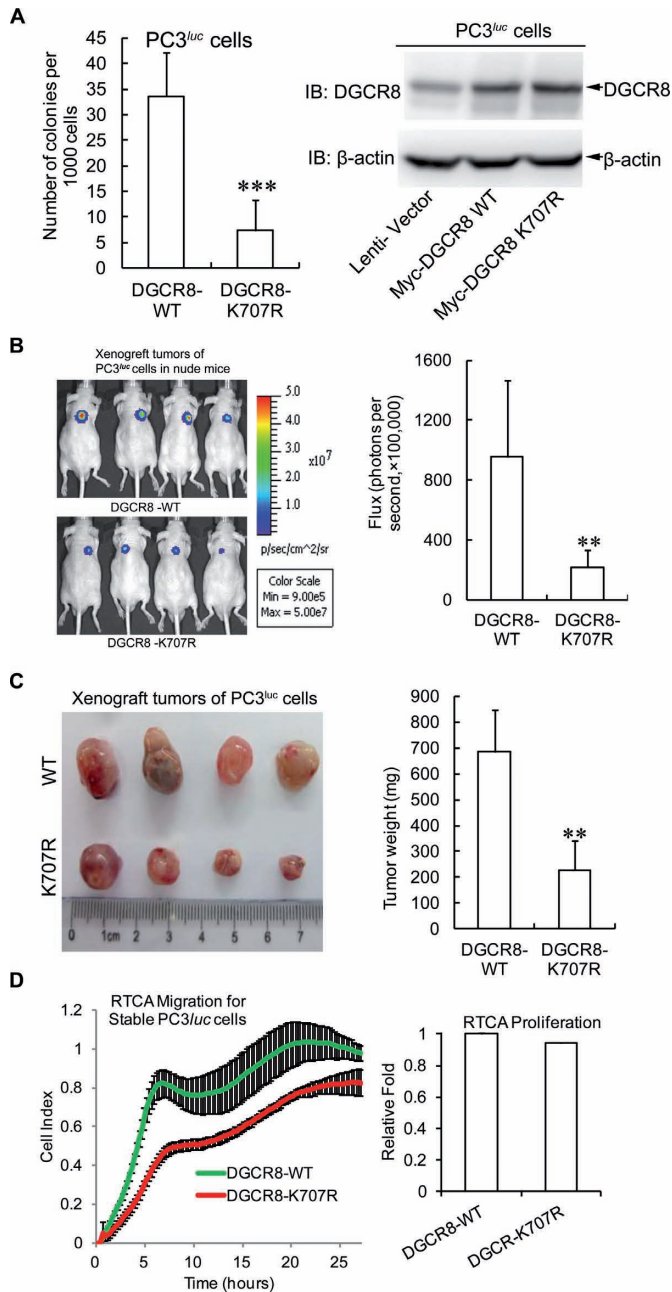 A
PC3luc cells
Number of colonies per
1000 cells
45
40
35
30
25
20
15
10
5
0
***
DGCR8-
WT
DGCR8-
K707R
PC3luc cells
IB: DGCR8
DGCR8
IB: β-actin
β-actin
Lenti- Vector
Myc-DGCR8 WT
Myc-DGCR8 K707R
B
Xenogreft tumors of
PC3luc cells in nude mice
DGCR8 -WT
DGCR8 -K707R
5.0
4.0
3.0
x10^7
2.0
1.0
p/sec/cm^2/sr
Color Scale
Min = 9.00e5
Max = 5.00e7
Flux (photons per
second,×100,000)
1600
1200
800
400
0
**
DGCR8-
WT
DGCR8-
K707R
C
Xenograft tumors of PC3luc cells
WT
K707R
0 1cm 2 3 4 5 6 7
Tumor weight (mg)
900
800
700
600
500
400
300
200
100
0
**
DGCR8-
WT
DGCR8-
K707R
D
RTCA Migration for
Stable PC3luc cells
Cell Index
1.2
1
0.8
0.6
0.4
0.2
0
DGCR8-WT
DGCR8-K707R
0 5 10 15 20 25
Time (hours)
RTCA Proliferation
Relative Fold
1
0.8
0.6
0.4
0.2
0
DGCR8-WT
DGCR-K707R